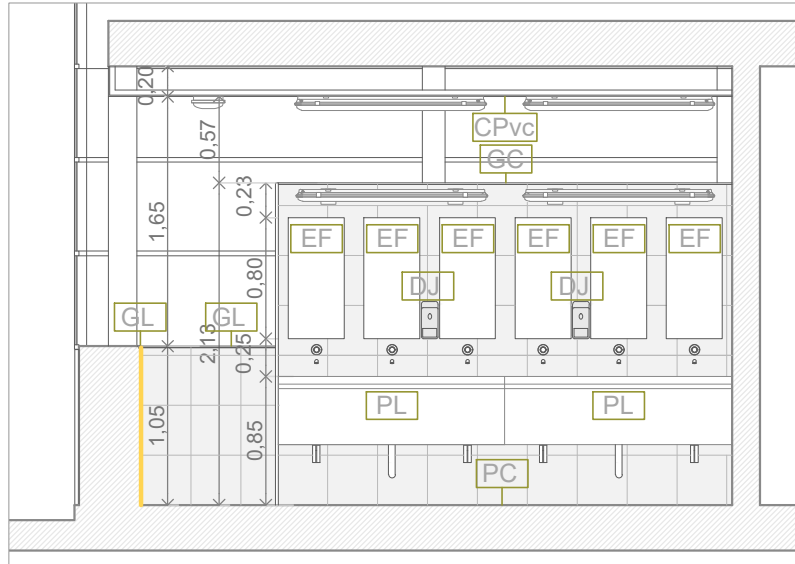 0,20
CPvc
0,57
GC
0,23
1,65
EF EF EF EF EF EF
0,80
DJ DJ
GL GL
2,13
0,25
PL PL
1,05
0,85
PC